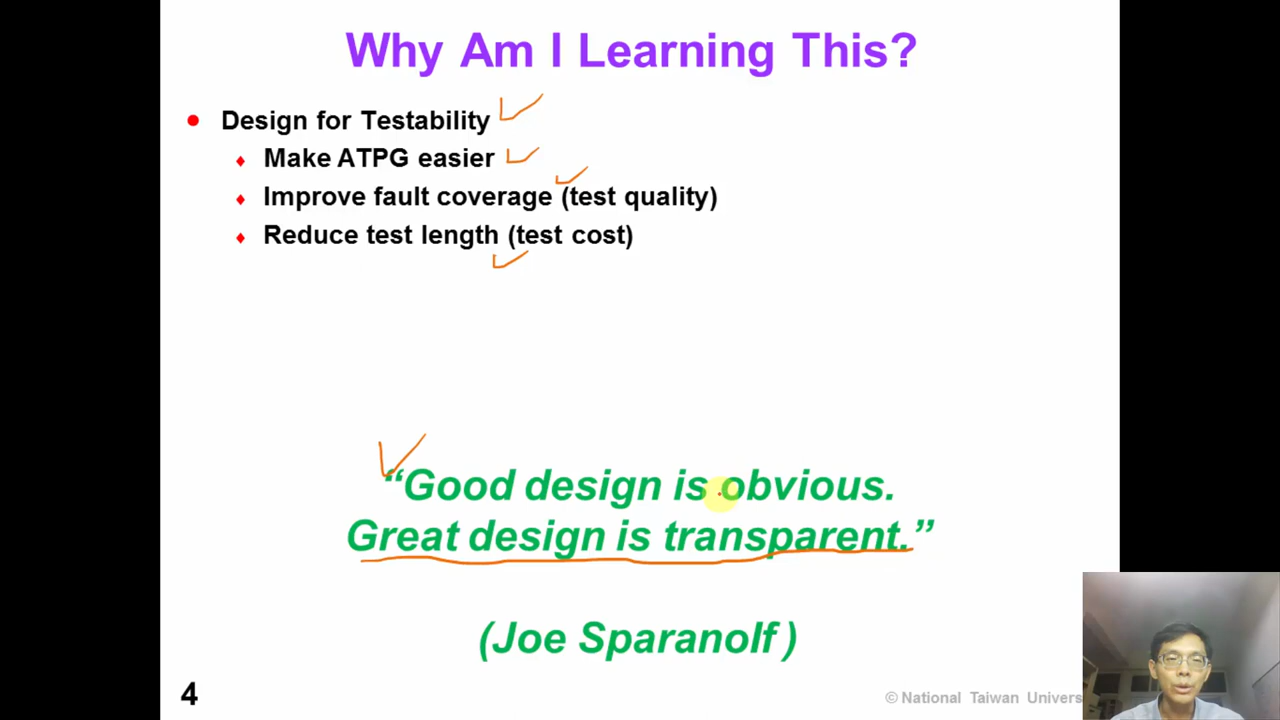 Why Am I Learning This?
Design for Testability
Make ATPG easier
Improve fault coverage (test quality)
Reduce test length (test cost)
“Good design is obvious.
Great design is transparent.”
(Joe Sparanolf )
4
© National Taiwan Univers